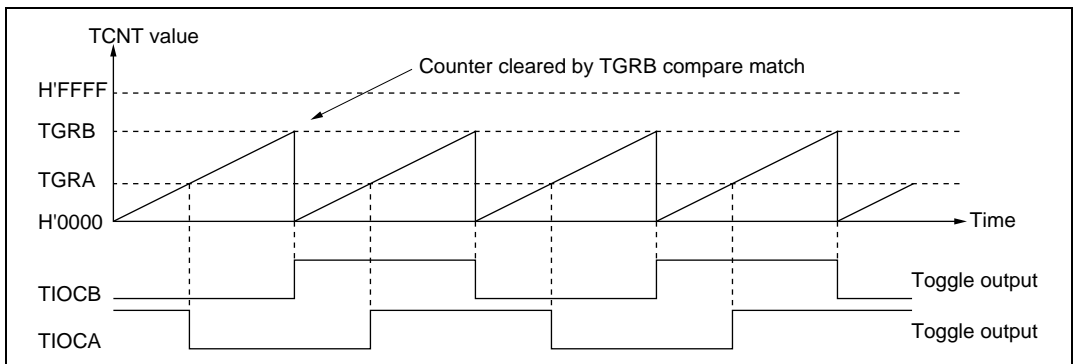 TCNT value
Counter cleared by TGRB compare match
H'FFFF
TGRB
TGRA
H'0000
Time
TIOCB
Toggle output
TIOCA
Toggle output